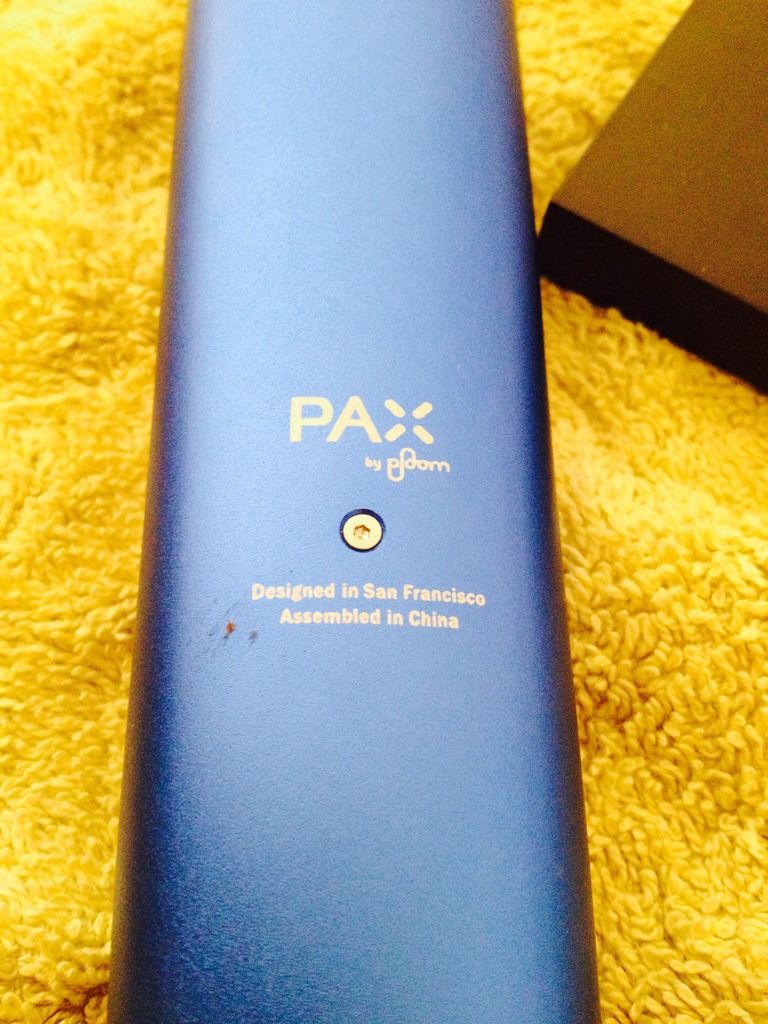 PAX
by ploom
Designed in San Francisco
Assembled in China